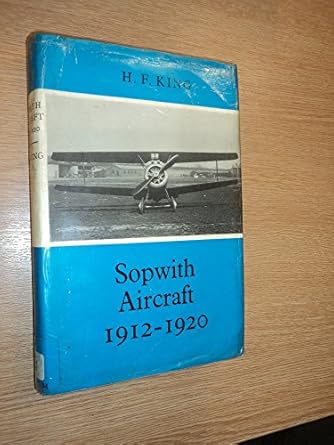 H. F. KING
Sopwith
Aircraft
1912-1920